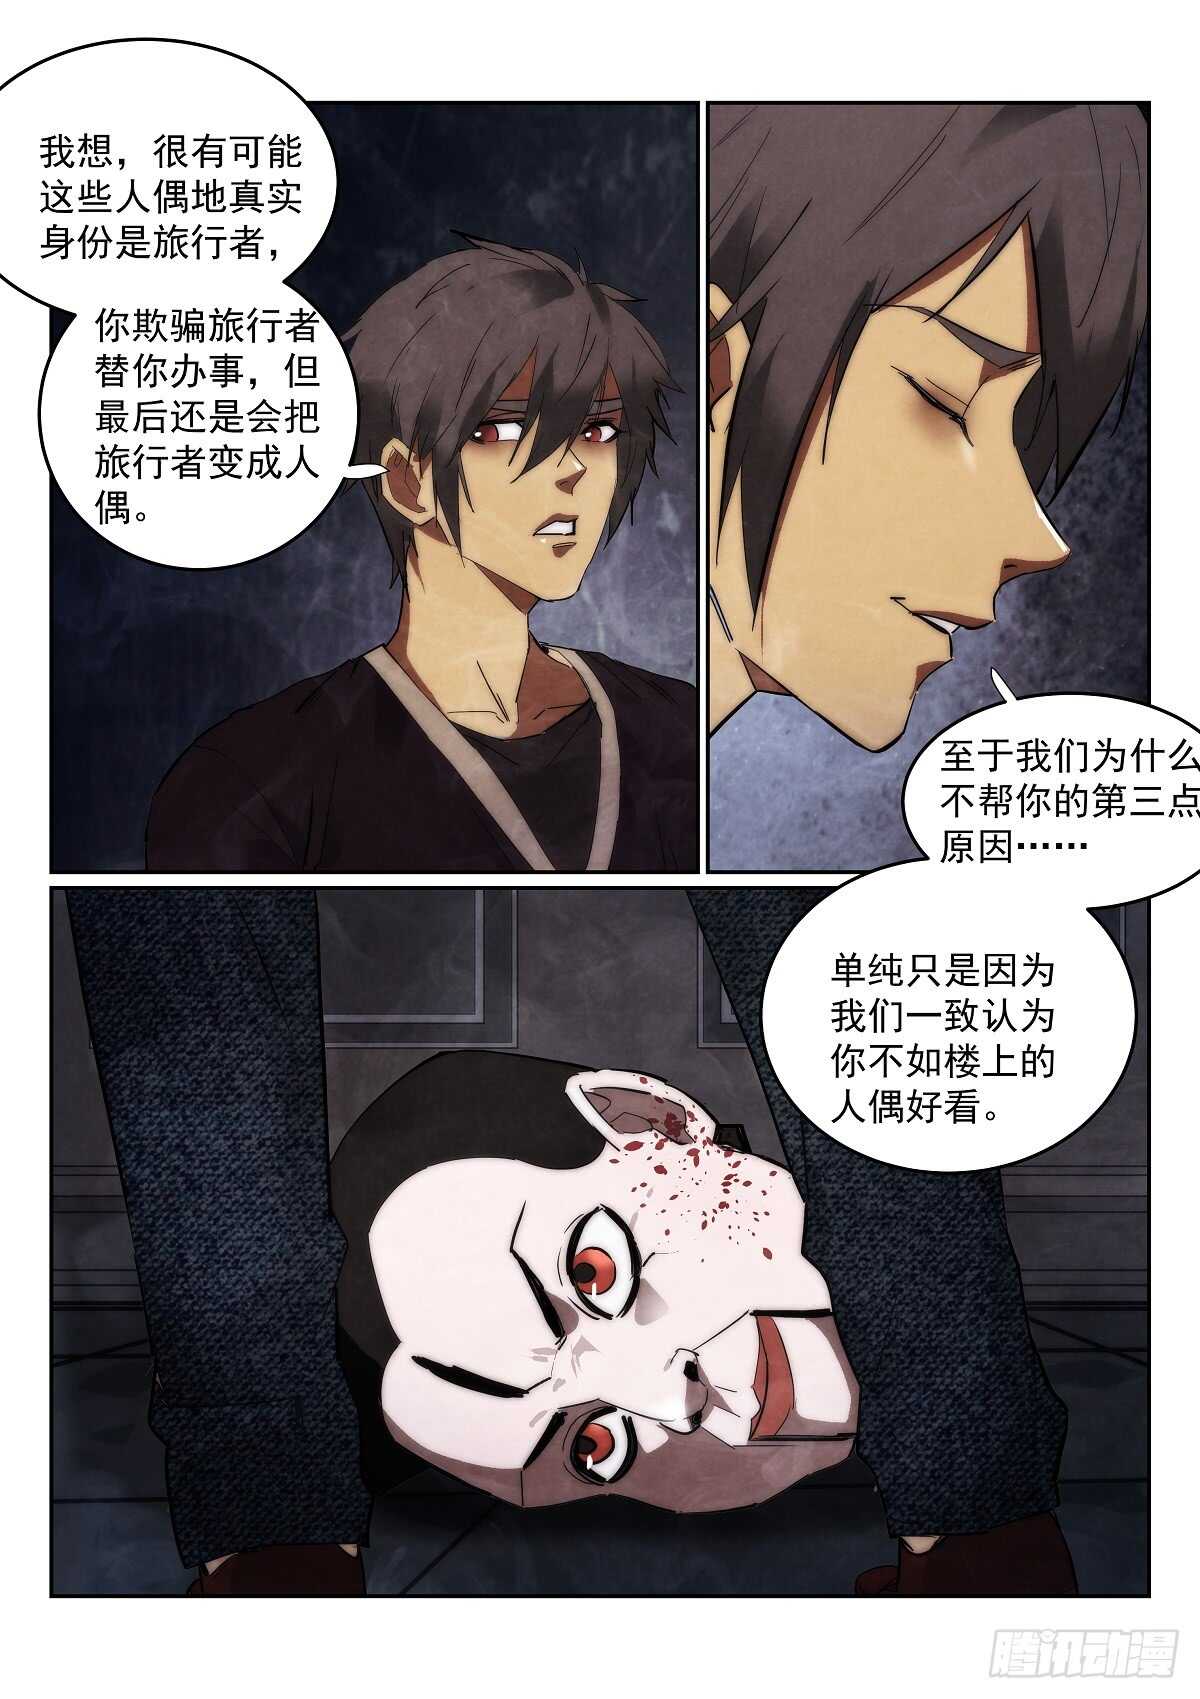 我想，很有可能
这些人偶地真实
身份是旅行者，
你欺骗旅行者
替你办事，但
最后还是会把
旅行者变成人
偶。
至于我们为什么
不帮你的第三点
原因……
单纯只是因为
我们一致认为
你不如楼上的
人偶好看。
腾讯动漫